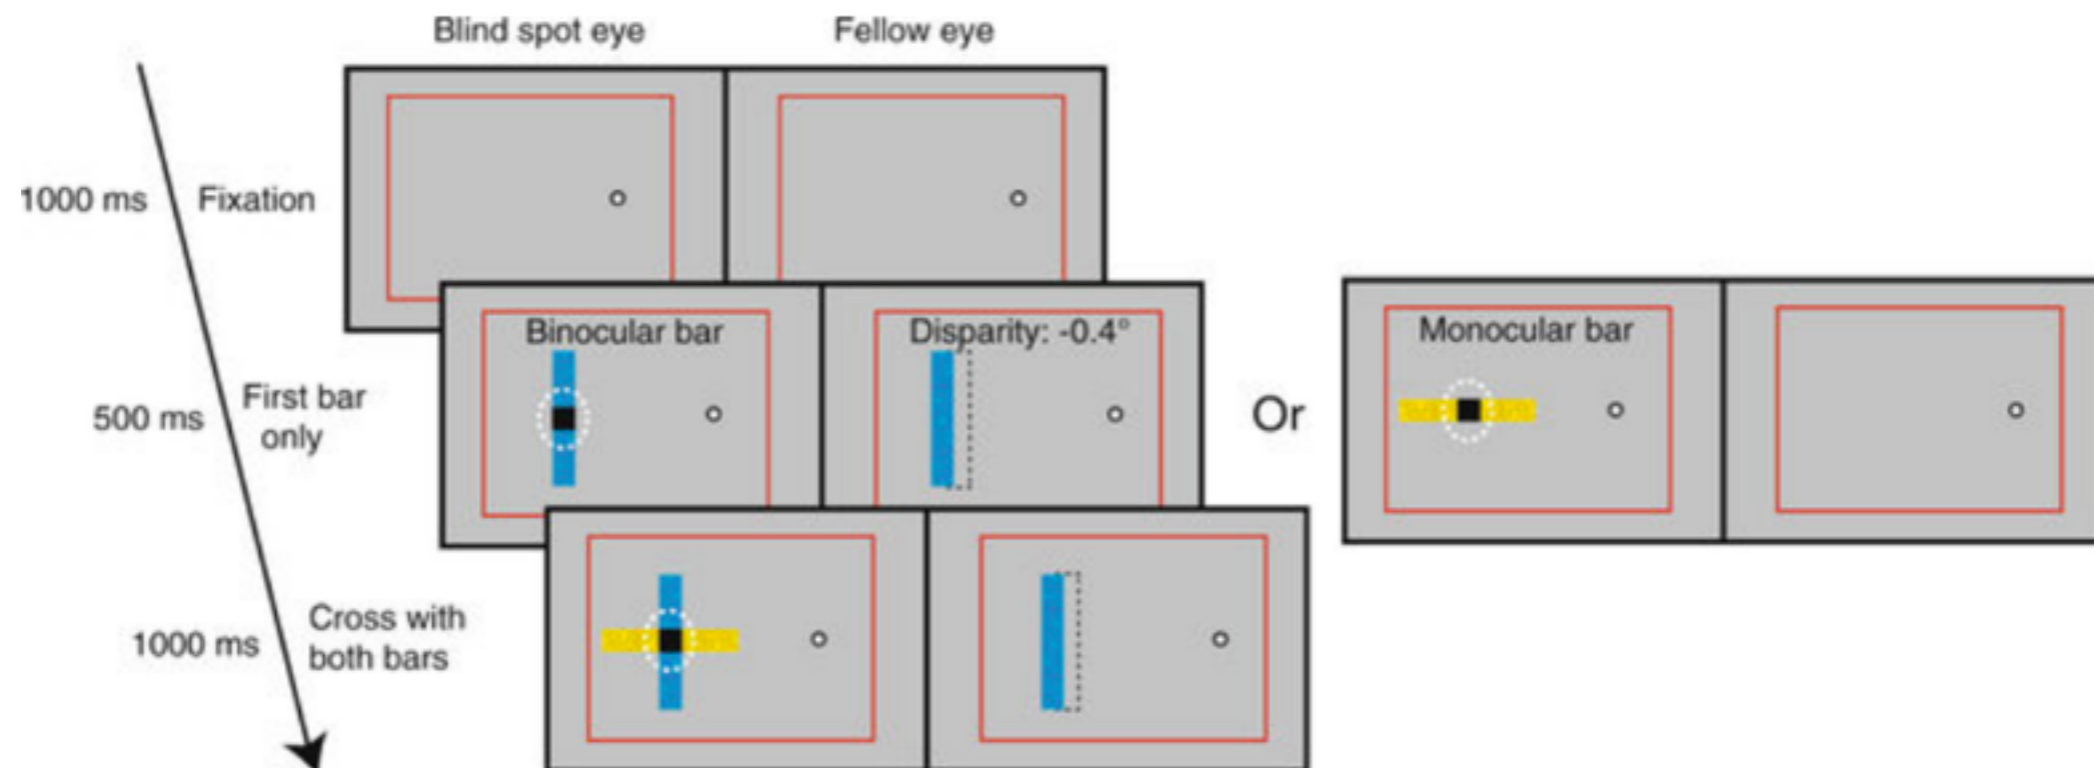 Blind spot eye
Fellow eye
1000 ms
Fixation
Binocular bar
Disparity: -0.4°
Monocular bar
500 ms
First bar
only
Or
1000 ms
Cross with
both bars